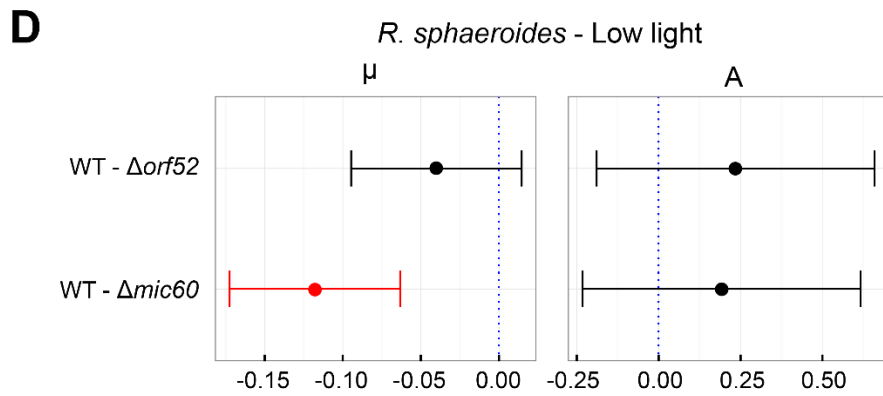 D
R. sphaeroides - Low light
μ
A
WT - Δorf52
WT - Δmic60
-0.15 -0.10 -0.05 0.00 -0.25 0.00 0.25 0.50